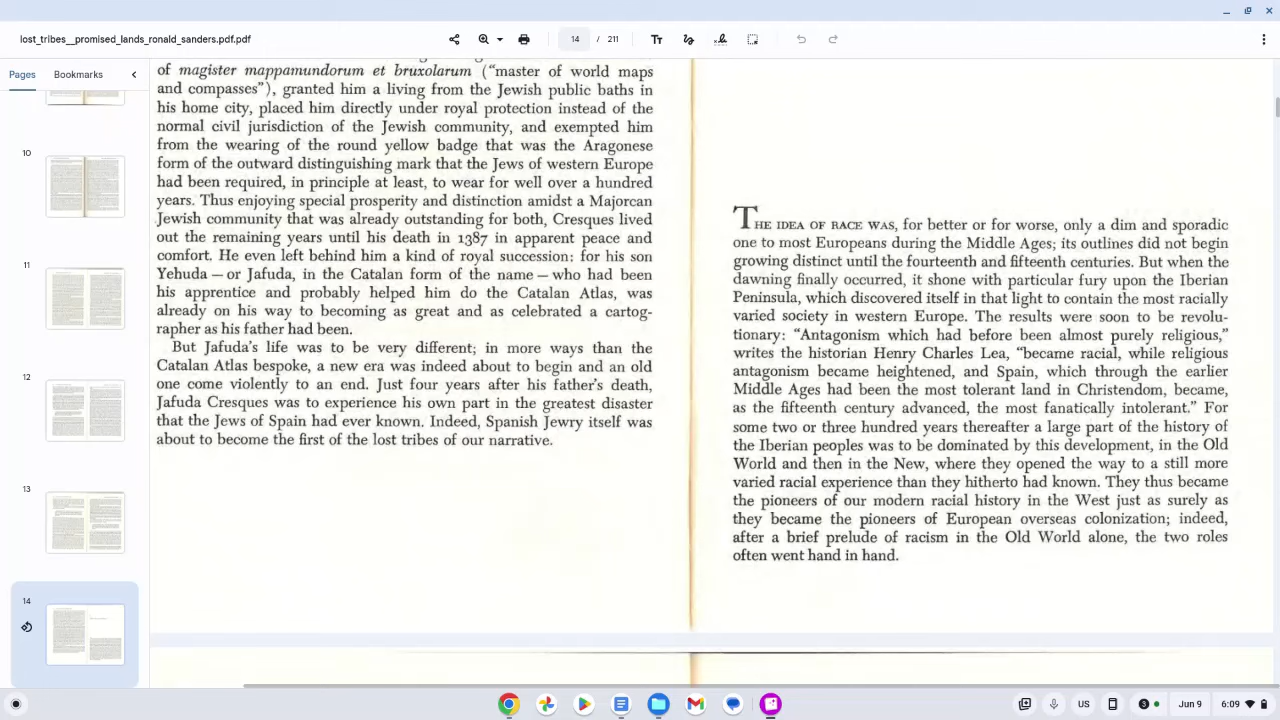 lost_tribes__promised_lands_ronald_sanders.pdf.pdf
14 / 211
Pages
Bookmarks
10
11
12
13
14
of magister mappamundorum et bruxolarum (“master of world maps
and compasses”), granted him a living from the Jewish public baths in
his home city, placed him directly under royal protection instead of the
normal civil jurisdiction of the Jewish community, and exempted him
from the wearing of the round yellow badge that was the Aragonese
form of the outward distinguishing mark that the Jews of western Europe
had been required, in principle at least, to wear for well over a hundred
years. Thus enjoying special prosperity and distinction amidst a Majorcan
Jewish community that was already outstanding for both, Cresques lived
out the remaining years until his death in 1387 in apparent peace and
comfort. He even left behind him a kind of royal succession: for his son
Yehuda — or Jafuda, in the Catalan form of the name — who had been
his apprentice and probably helped him do the Catalan Atlas, was
already on his way to becoming as great and as celebrated a cartog-
rapher as his father had been.
But Jafuda’s life was to be very different; in more ways than the
Catalan Atlas bespoke, a new era was indeed about to begin and an old
one come violently to an end. Just four years after his father’s death,
Jafuda Cresques was to experience his own part in the greatest disaster
that the Jews of Spain had ever known. Indeed, Spanish Jewry itself was
about to become the first of the lost tribes of our narrative.
THE IDEA OF RACE WAS, for better or for worse, only a dim and sporadic
one to most Europeans during the Middle Ages; its outlines did not begin
growing distinct until the fourteenth and fifteenth centuries. But when the
dawning finally occurred, it shone with particular fury upon the Iberian
Peninsula, which discovered itself in that light to contain the most racially
varied society in western Europe. The results were soon to be revolu-
tionary: “Antagonism which had before been almost purely religious,”
writes the historian Henry Charles Lea, “became racial, while religious
antagonism became heightened, and Spain, which through the earlier
Middle Ages had been the most tolerant land in Christendom, became,
as the fifteenth century advanced, the most fanatically intolerant.” For
some two or three hundred years thereafter a large part of the history of
the Iberian peoples was to be dominated by this development, in the Old
World and then in the New, where they opened the way to a still more
varied racial experience than they hitherto had known. They thus became
the pioneers of our modern racial history in the West just as surely as
they became the pioneers of European overseas colonization; indeed,
after a brief prelude of racism in the Old World alone, the two roles
often went hand in hand.
US
Jun 9
6:09